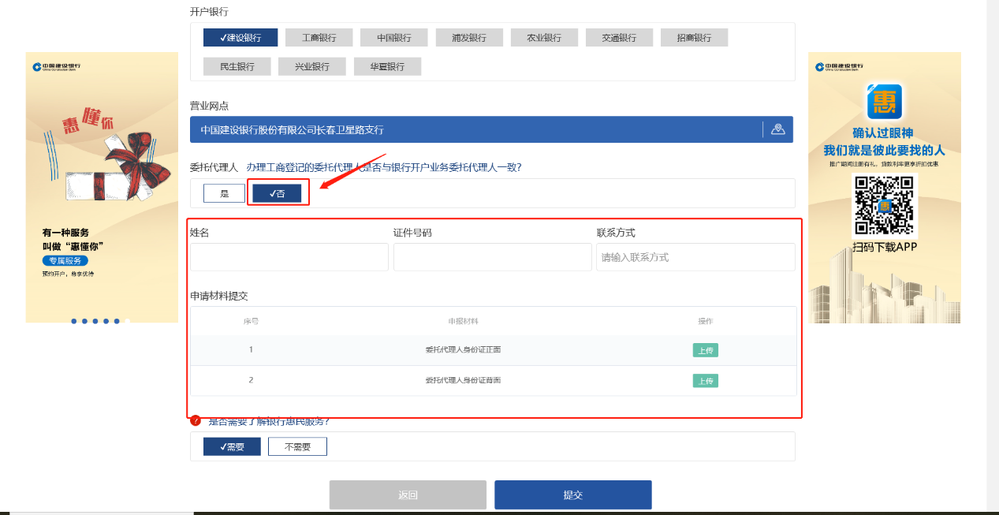 开户银行
✓建设银行 工商银行 中国银行 浦发银行 农业银行 交通银行 招商银行
民生银行 兴业银行 华夏银行
中国建设银行
China Construction Bank
惠懂你
有一种服务
叫做“惠懂你”
专属服务
预约开户，尊享优待
营业网点
中国建设银行股份有限公司长春卫星路支行
委托代理人 办理工商登记的委托代理人是否与银行开户业务委托代理人一致?
是 ✓否
姓名 证件号码 联系方式
请输入联系方式
申请材料提交
序号 申报材料 操作
1 委托代理人身份证正面 上传
2 委托代理人身份证背面 上传
? 是否需要了解银行惠民服务?
✓需要 不需要
返回 提交
中国建设银行
China Construction Bank
惠
确认过眼神
我们就是彼此要找的人
推广期间注册有礼，贷款利率更享折扣优惠
惠
扫码下载APP